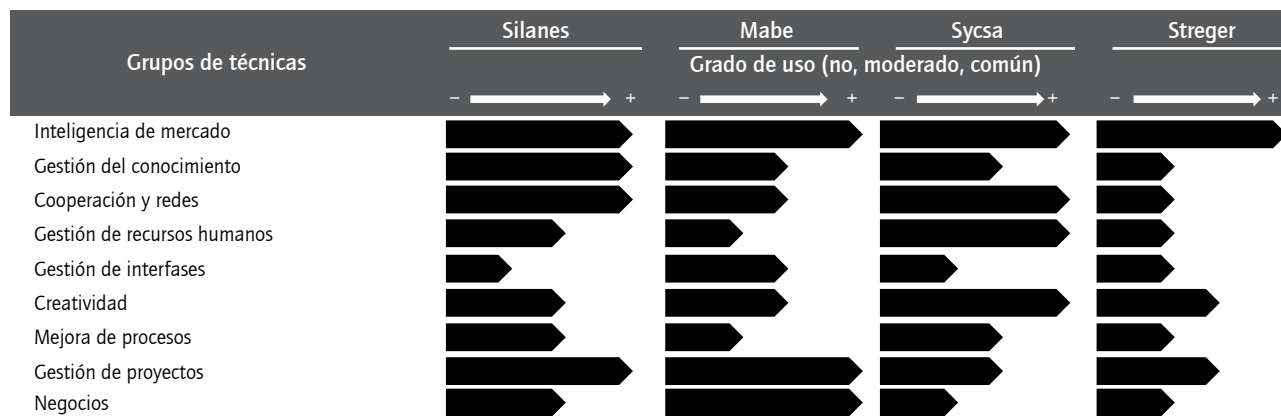 Silanes Mabe Sycsa Streger
Grupos de técnicas
Grado de uso (no, moderado, común)
– + – + – + – +
Inteligencia de mercado
Gestión del conocimiento
Cooperación y redes
Gestión de recursos humanos
Gestión de interfases
Creatividad
Mejora de procesos
Gestión de proyectos
Negocios